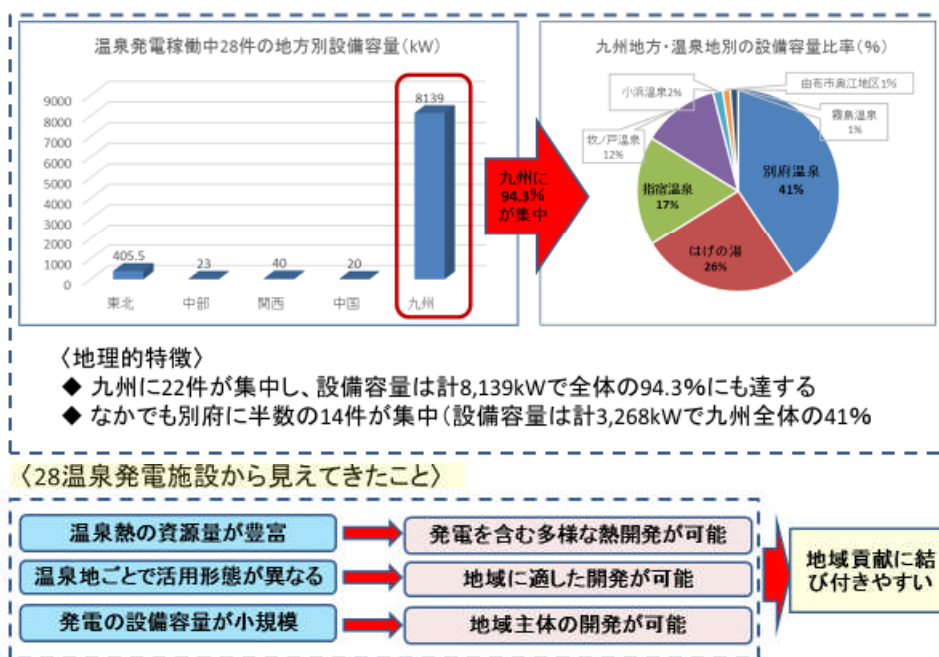 温泉発電稼働中28件の地方別設備容量(kW)
9000
8000
7000
6000
5000
4000
3000
2000
1000
0
405.5
23
40
20
8139
東北
中部
関西
中国
九州
九州に
94.3%
が集中
九州地方・温泉地別の設備容量比率(%)
小浜温泉2%
由布市奥江地区1%
霧島温泉
1%
牧ノ戸温泉
12%
別府温泉
41%
指宿温泉
17%
はげの湯
26%
〈地理的特徴〉
◆ 九州に22件が集中し、設備容量は計8,139kWで全体の94.3%にも達する
◆ なかでも別府に半数の14件が集中(設備容量は計3,268kWで九州全体の41%
〈28温泉発電施設から見えてきたこと〉
温泉熱の資源量が豊富
発電を含む多様な熱開発が可能
温泉地ごとで活用形態が異なる
地域に適した開発が可能
発電の設備容量が小規模
地域主体の開発が可能
地域貢献に結
び付きやすい